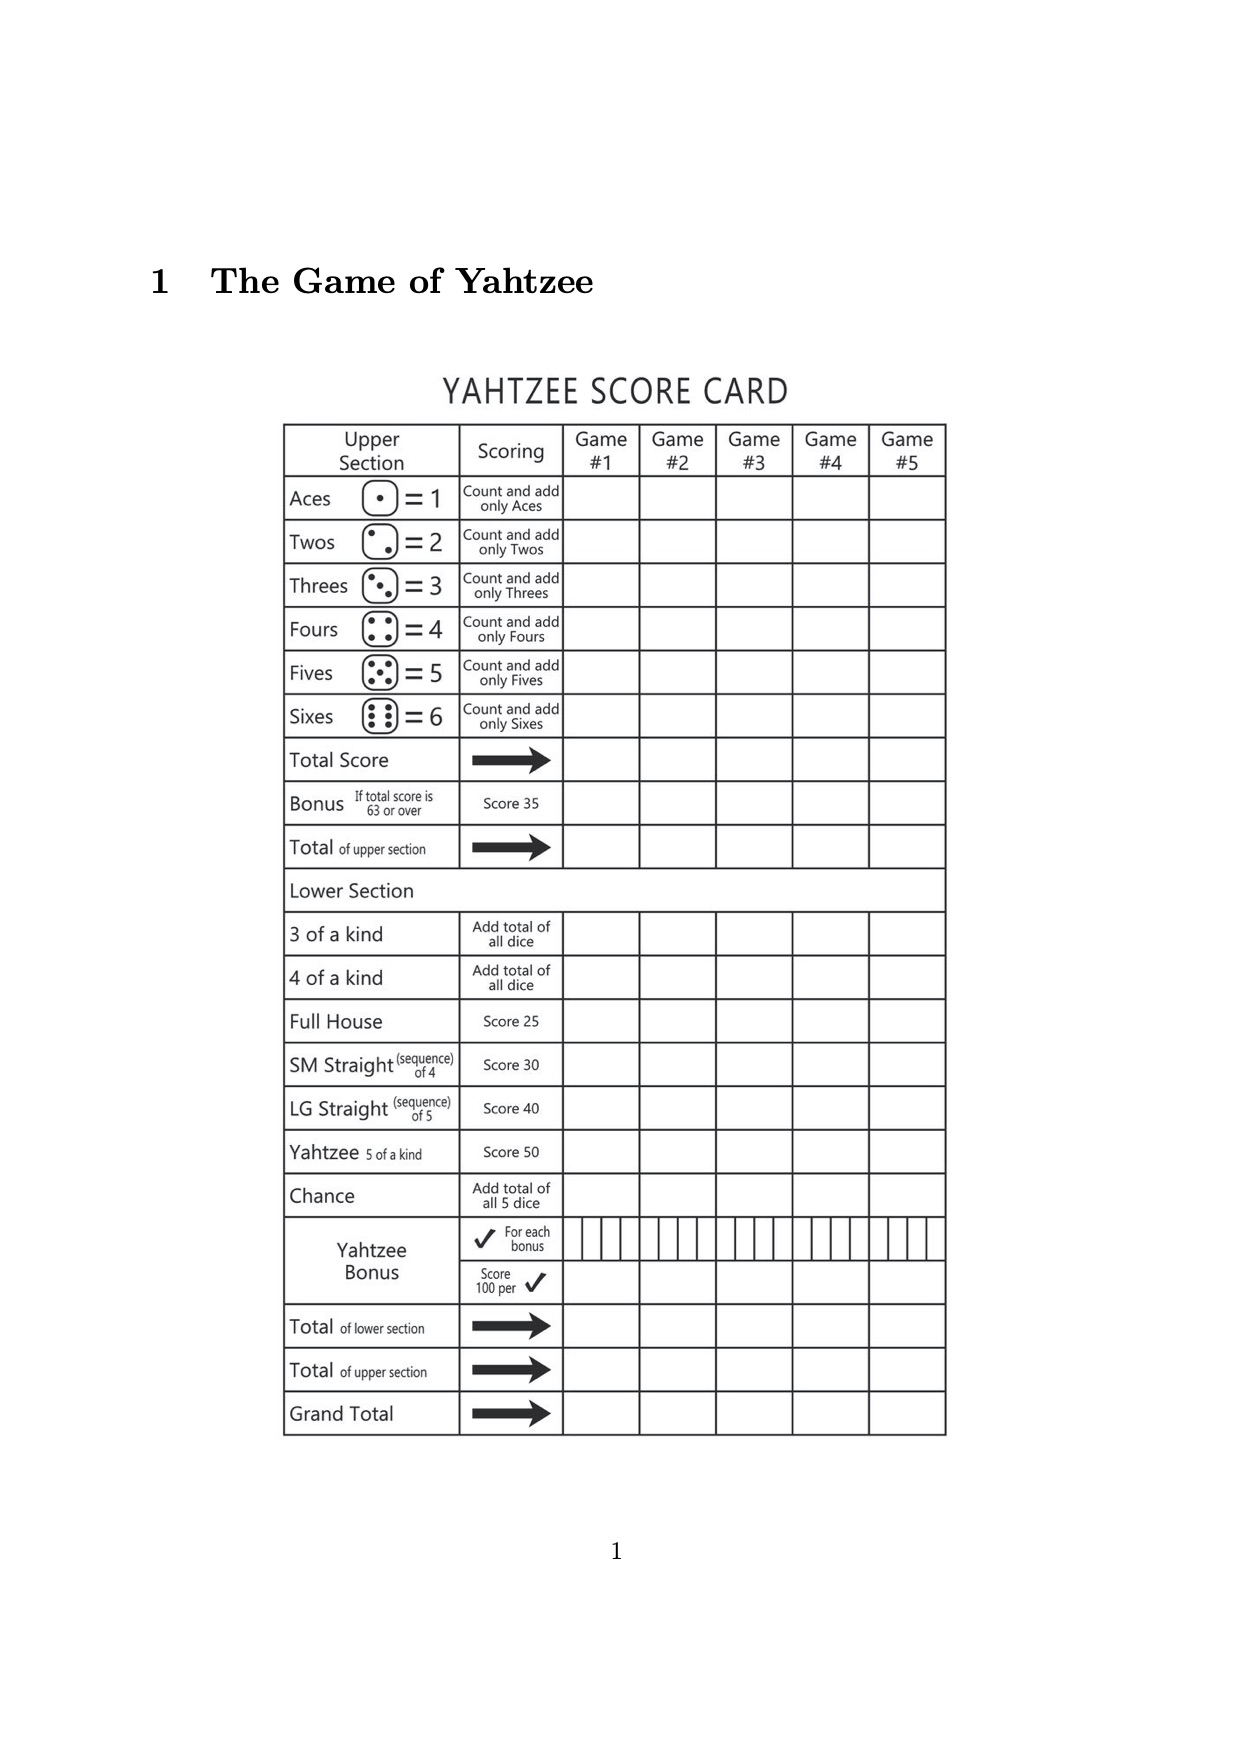 1 The Game of Yahtzee
YAHTZEE SCORE CARD
Upper Section Scoring Game #1 Game #2 Game #3 Game #4 Game #5
Aces = 1 Count and add only Aces
Twos = 2 Count and add only Twos
Threes = 3 Count and add only Threes
Fours = 4 Count and add only Fours
Fives = 5 Count and add only Fives
Sixes = 6 Count and add only Sixes
Total Score
Bonus If total score is 63 or over Score 35
Total of upper section
Lower Section
3 of a kind Add total of all dice
4 of a kind Add total of all dice
Full House Score 25
SM Straight (sequence) of 4 Score 30
LG Straight (sequence) of 5 Score 40
Yahtzee 5 of a kind Score 50
Chance Add total of all 5 dice
Yahtzee Bonus ✓ For each bonus
Score 100 per ✓
Total of lower section
Total of upper section
Grand Total
1